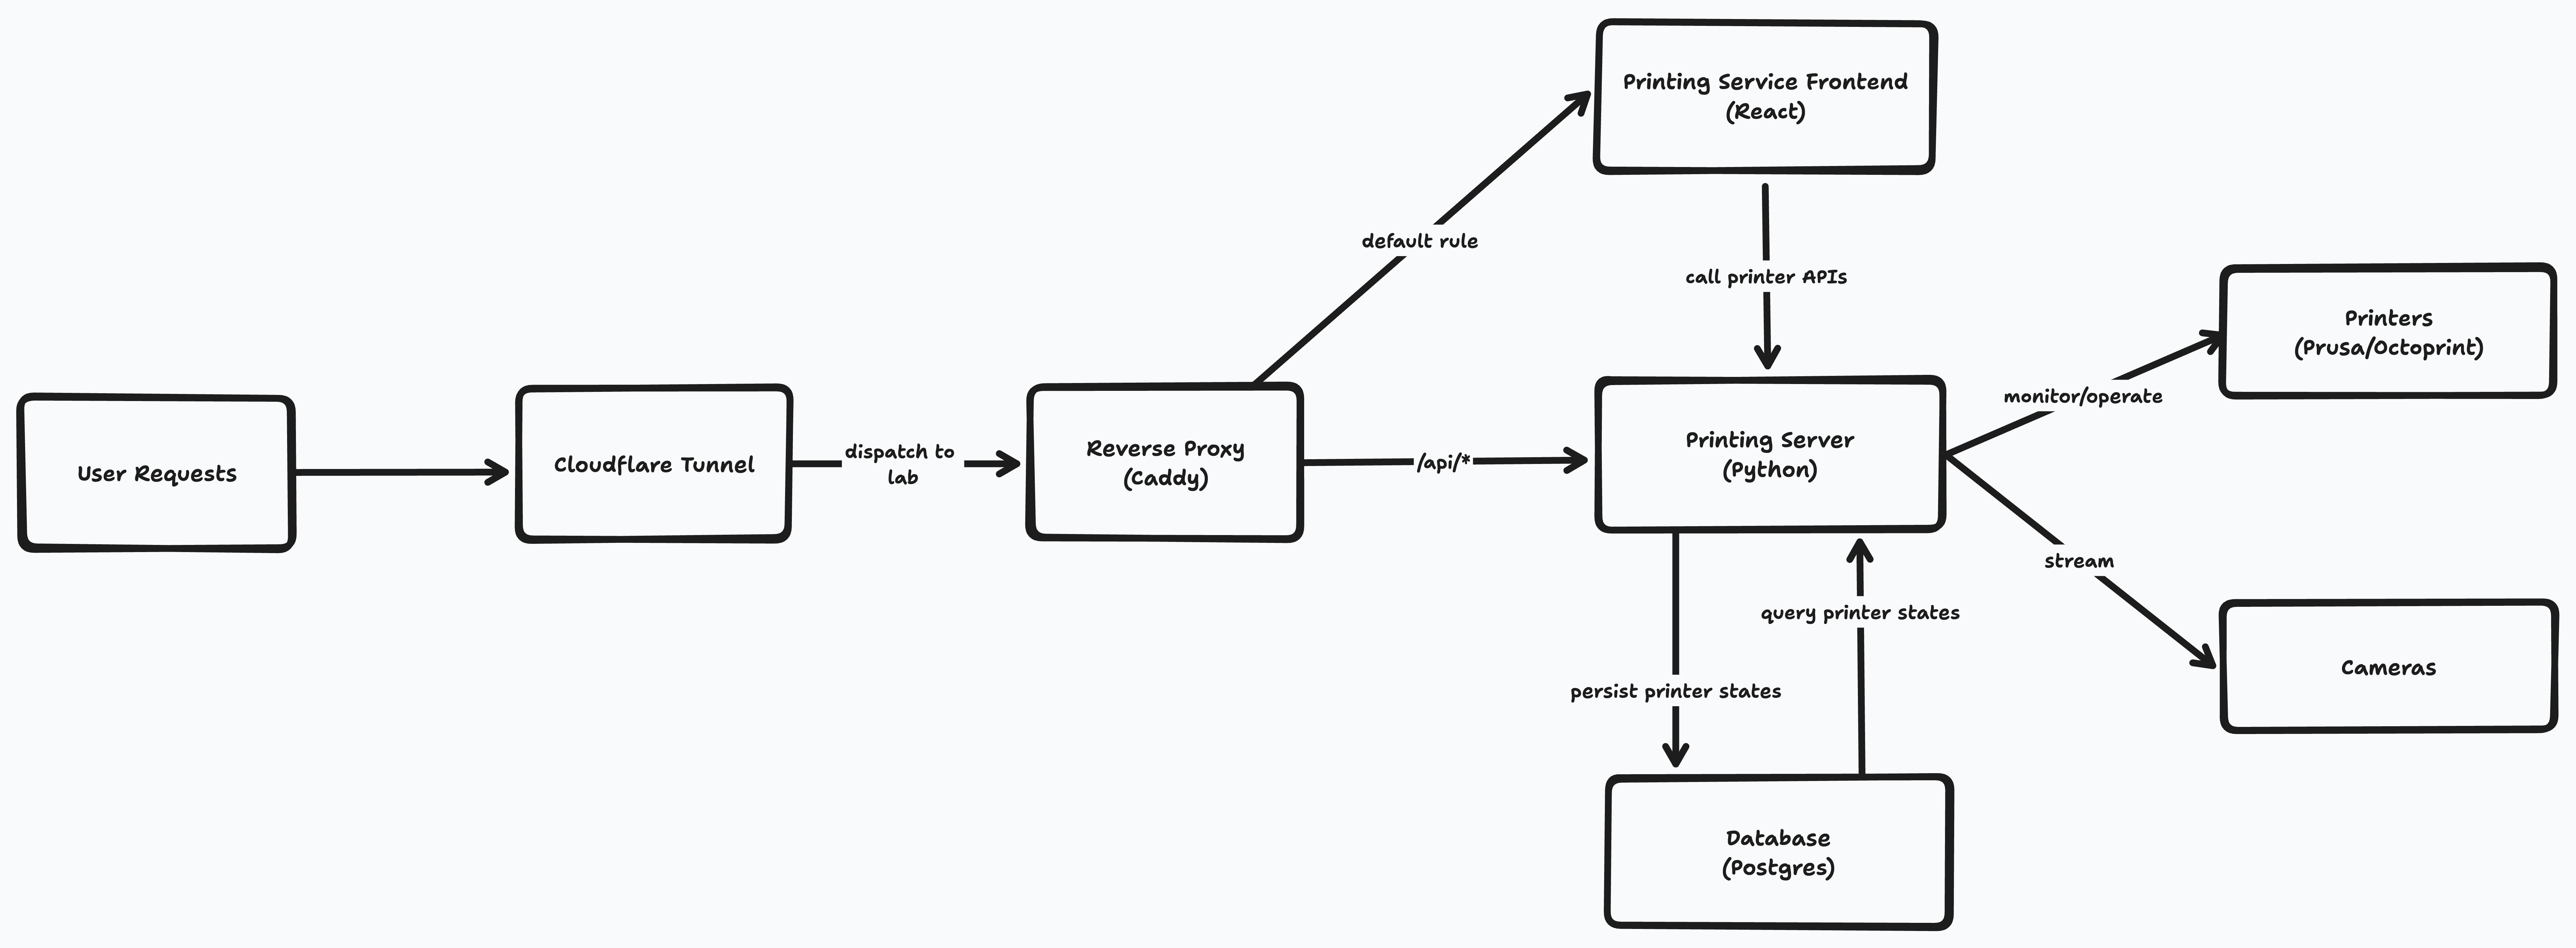 Printing Service Frontend
(React)
default rule
call printer APIs
Printers
(Prusa/Octoprint)
monitor/operate
User Requests
Cloudflare Tunnel
dispatch to
lab
Reverse Proxy
(Caddy)
/api/*
Printing Server
(Python)
stream
query printer states
Cameras
persist printer states
Database
(Postgres)